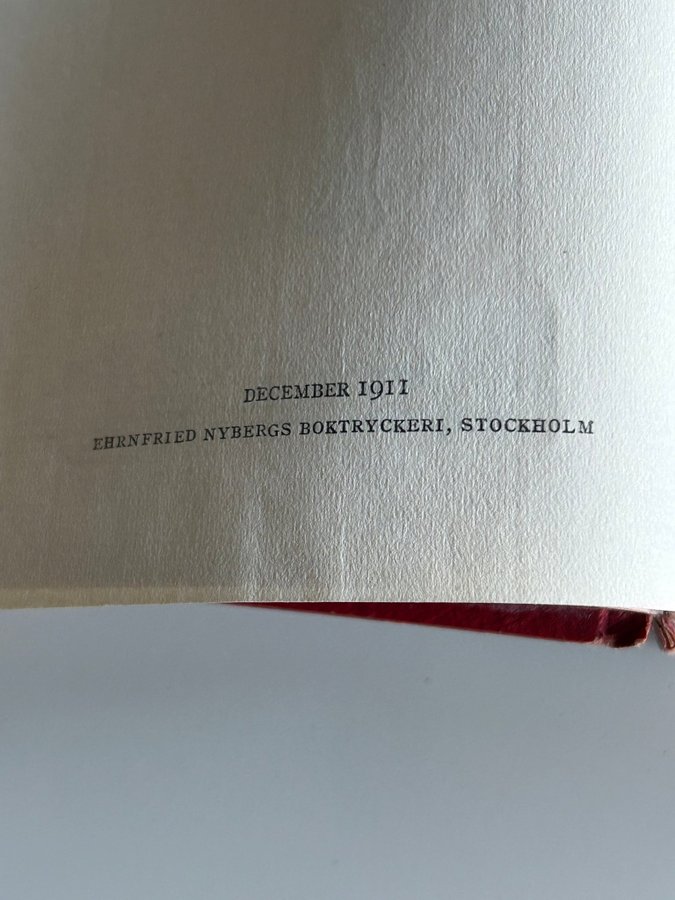 DECEMBER 1911
EHRNFRIED NYBERGS BOKTRYCKERI, STOCKHOLM